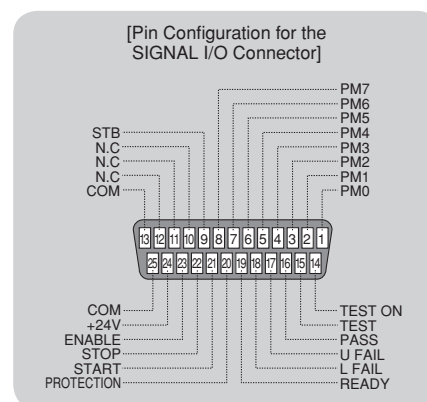 [Pin Configuration for the
SIGNAL I/O Connector]
PM7
PM6
PM5
PM4
PM3
PM2
PM1
PM0
STB
N.C
N.C
N.C
COM
13 12 11 10 9 8 7 6 5 4 3 2 1
25 24 23 22 21 20 19 18 17 16 15 14
COM
+24V
ENABLE
STOP
START
PROTECTION
TEST ON
TEST
PASS
U FAIL
L FAIL
READY